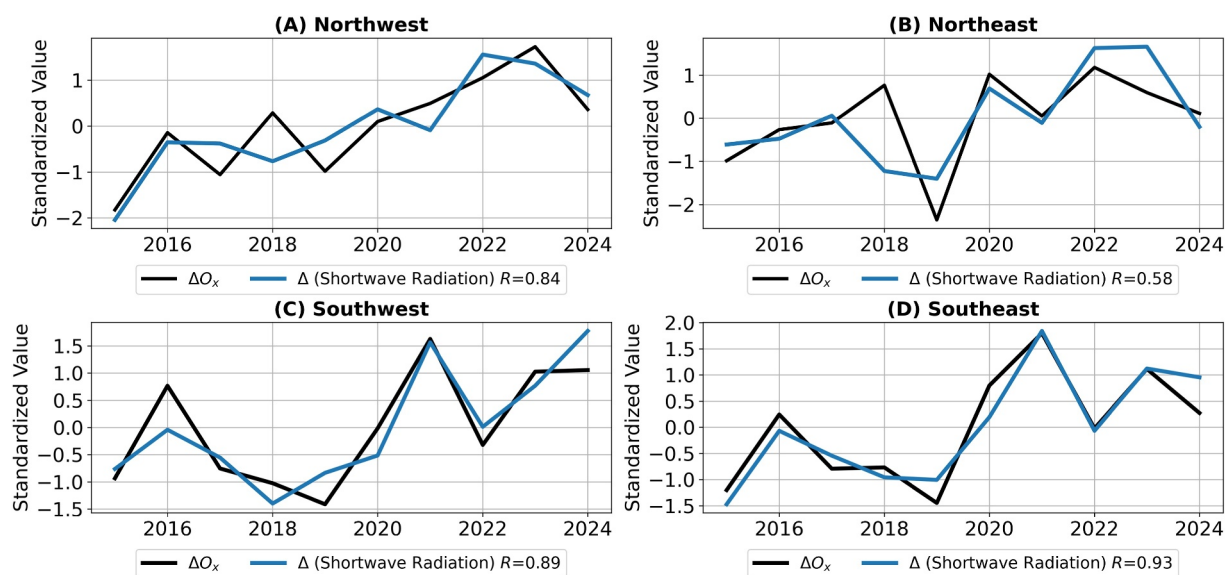 (A) Northwest
Standardized Value
1
0
−1
−2
2016 2018 2020 2022 2024
ΔOₓ Δ (Shortwave Radiation) R=0.84
(B) Northeast
Standardized Value
1
0
−1
−2
2016 2018 2020 2022 2024
ΔOₓ Δ (Shortwave Radiation) R=0.58
(C) Southwest
Standardized Value
1.5
1.0
0.5
0.0
−0.5
−1.0
−1.5
2016 2018 2020 2022 2024
ΔOₓ Δ (Shortwave Radiation) R=0.89
(D) Southeast
Standardized Value
2.0
1.5
1.0
0.5
0.0
−0.5
−1.0
−1.5
2016 2018 2020 2022 2024
ΔOₓ Δ (Shortwave Radiation) R=0.93